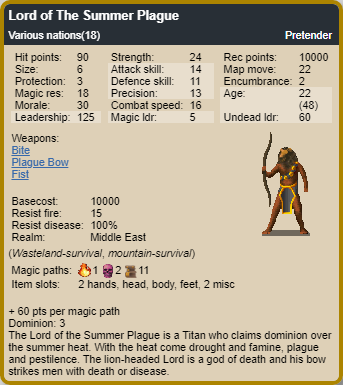 Lord of The Summer Plague
Various nations(18) Pretender
Hit points: 90 Strength: 24 Rec points: 10000
Size: 6 Attack skill: 14 Map move: 22
Protection: 3 Defence skill: 11 Encumbrance: 2
Magic res: 18 Precision: 13 Age: 22
Morale: 30 Combat speed: 16 (48)
Leadership: 125 Magic ldr: 5 Undead ldr: 60
Weapons:
Bite
Plague Bow
Fist
Basecost: 10000
Resist fire: 15
Resist disease: 100%
Realm: Middle East
(Wasteland-survival, mountain-survival)
Magic paths: 1 2 11
Item slots: 2 hands, head, body, feet, 2 misc
+ 60 pts per magic path
Dominion: 3
The Lord of the Summer Plague is a Titan who claims dominion over
the summer heat. With the heat come drought and famine, plague
and pestilence. The lion-headed Lord is a god of death and his bow
strikes men with death or disease.